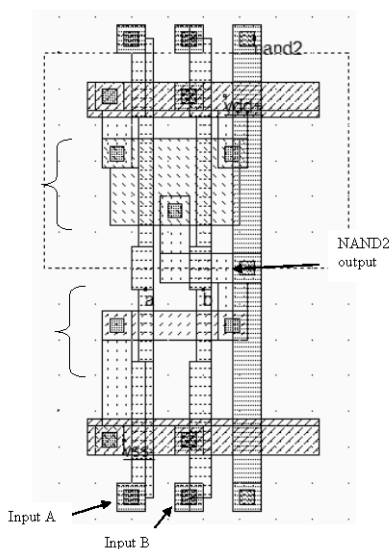 nand2
vdd
NAND2
output
a
b
vss
Input A
Input B